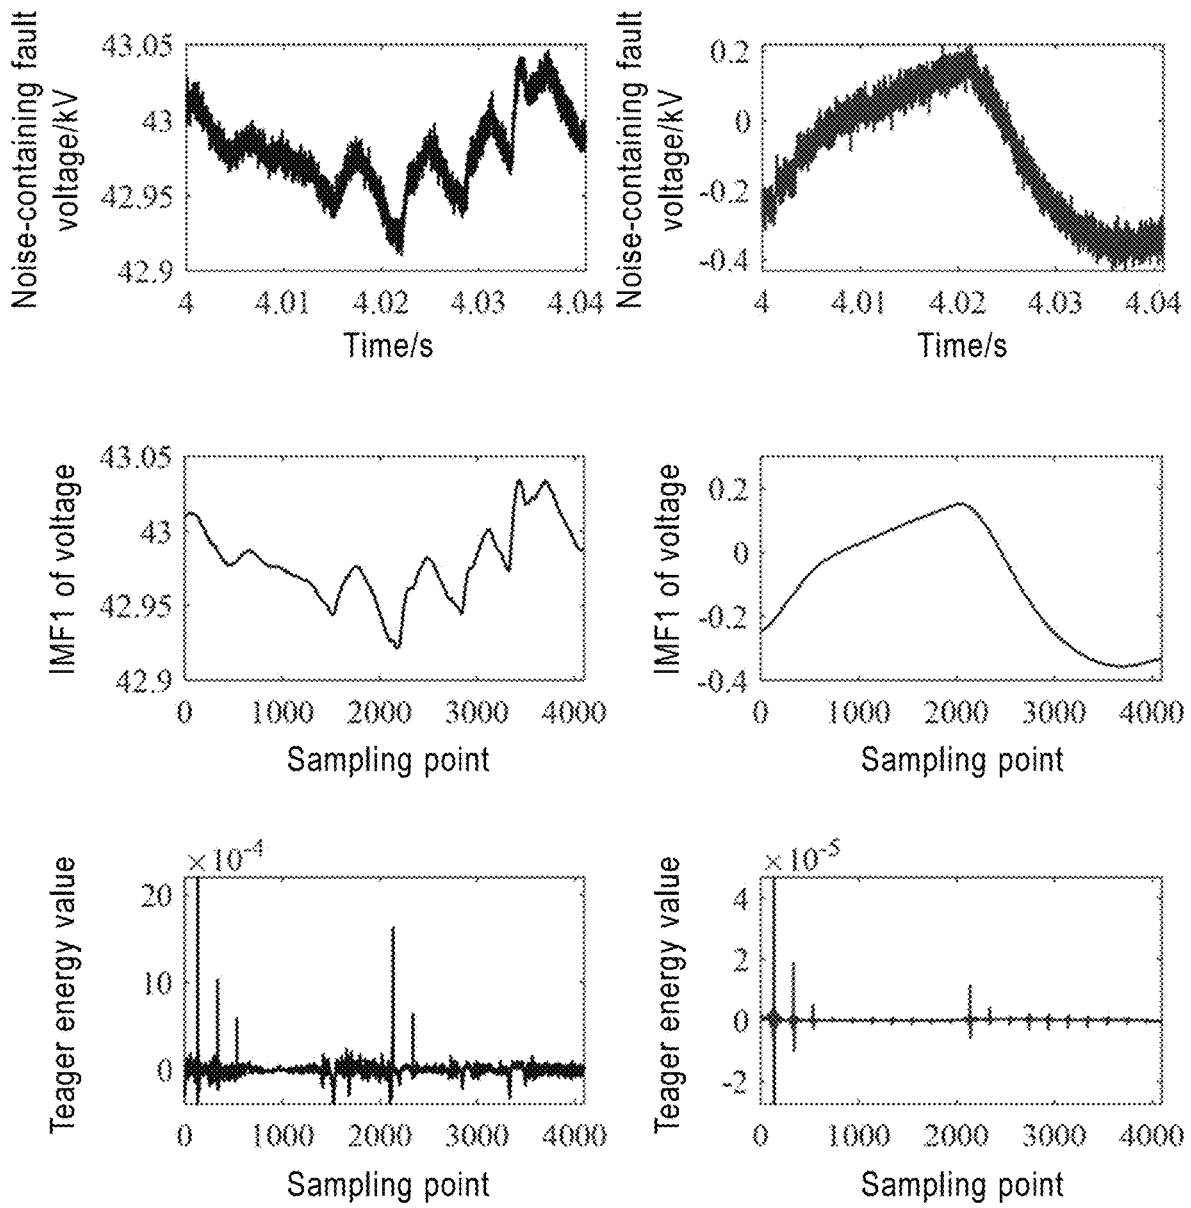 Noise-containing fault
voltage/kV
43.05
43
42.95
42.9
4 4.01 4.02 4.03 4.04
Time/s
Noise-containing fault
voltage/kV
0.2
0
-0.2
-0.4
4 4.01 4.02 4.03 4.04
Time/s
IMF1 of voltage
43.05
43
42.95
42.9
0 1000 2000 3000 4000
Sampling point
IMF1 of voltage
0.2
0
-0.2
-0.4
0 1000 2000 3000 4000
Sampling point
Teager energy value
×10-4
20
10
0
0 1000 2000 3000 4000
Sampling point
Teager energy value
×10-5
4
2
0
-2
0 1000 2000 3000 4000
Sampling point